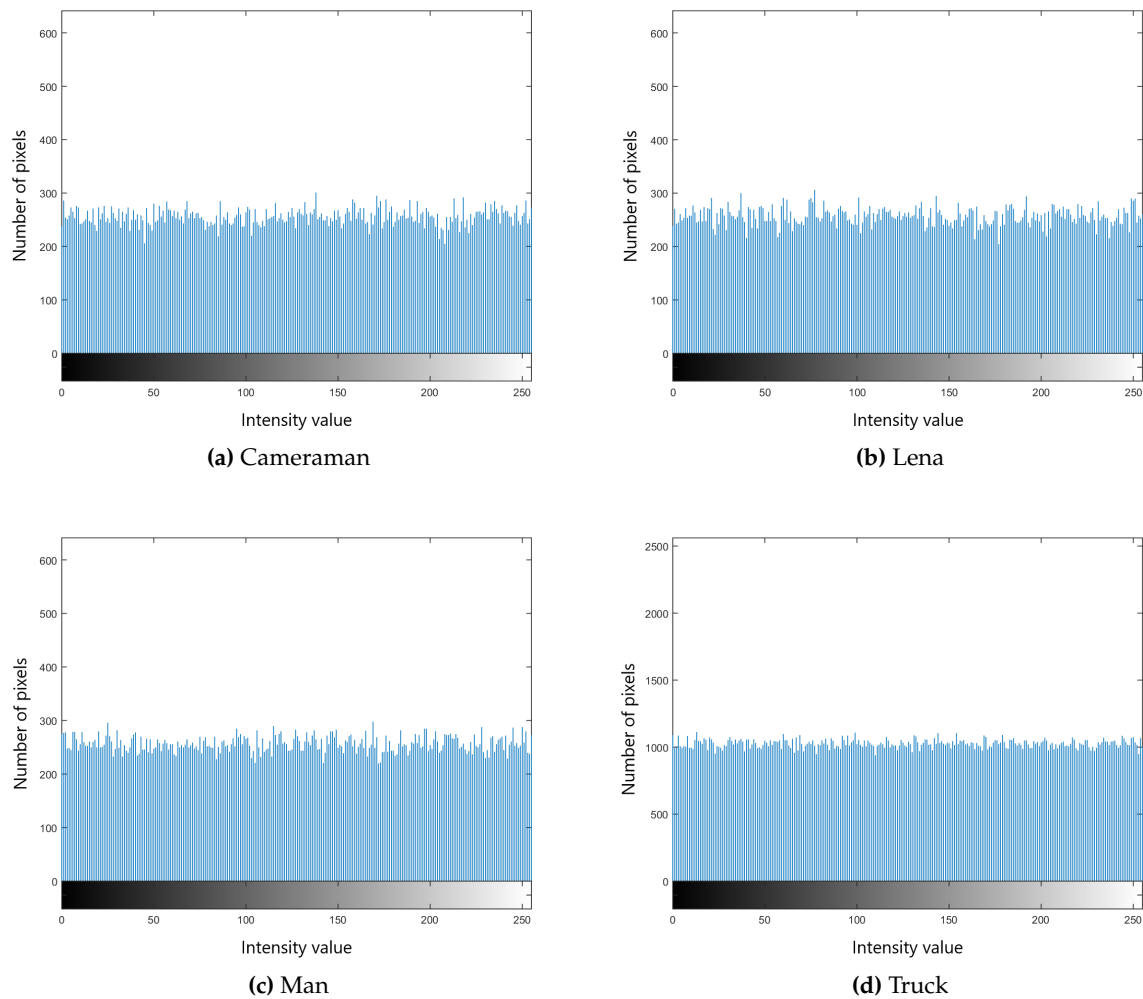 600
500
400
300
200
100
0
0 50 100 150 200 250
Number of pixels
Intensity value
(a) Cameraman
600
500
400
300
200
100
0
0 50 100 150 200 250
Number of pixels
Intensity value
(b) Lena
600
500
400
300
200
100
0
0 50 100 150 200 250
Number of pixels
Intensity value
(c) Man
2500
2000
1500
1000
500
0
0 50 100 150 200 250
Number of pixels
Intensity value
(d) Truck